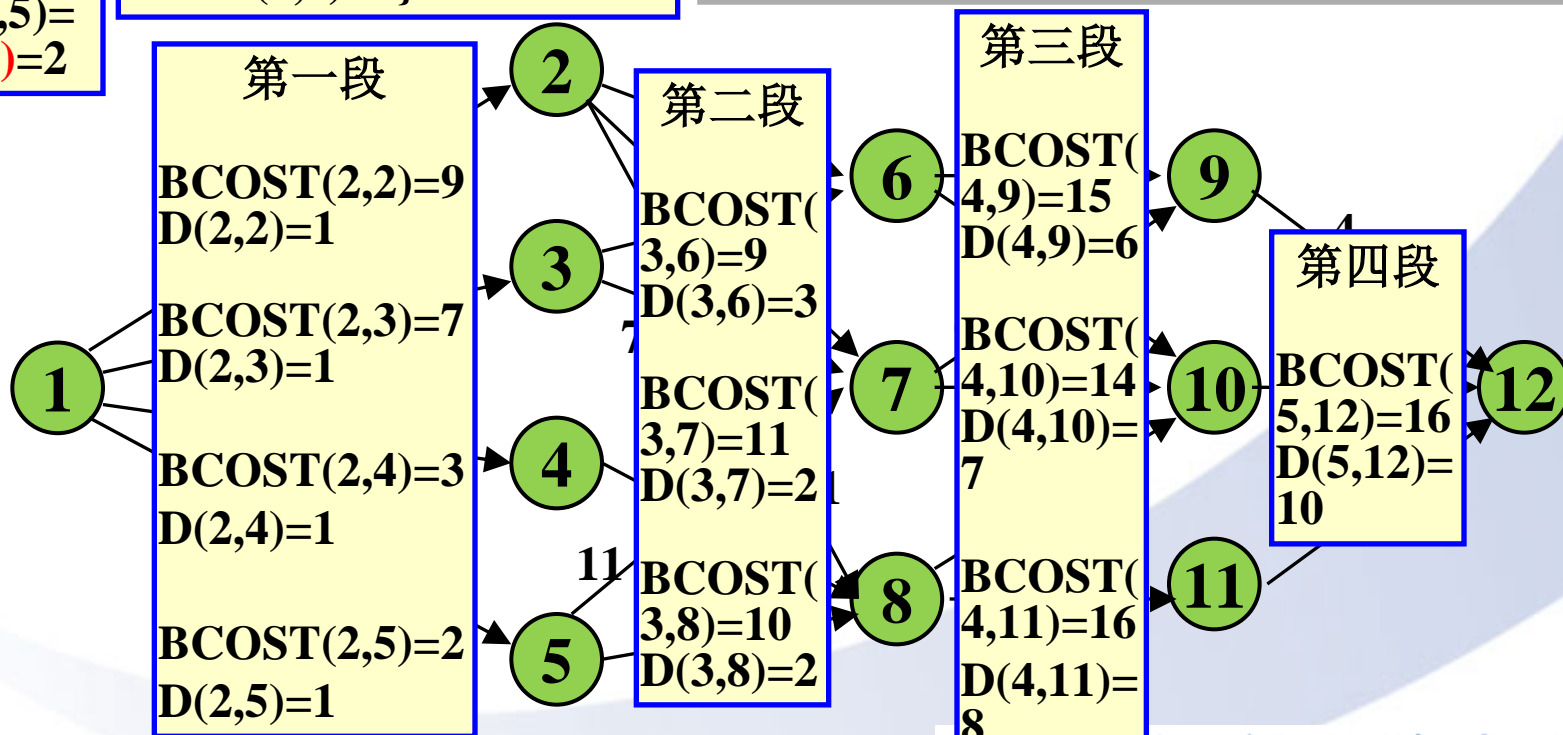 ,5)=
)=2
第一段
BCOST(2,2)=9
D(2,2)=1
BCOST(2,3)=7
D(2,3)=1
BCOST(2,4)=3
D(2,4)=1
BCOST(2,5)=2
D(2,5)=1
第二段
BCOST(
3,6)=9
D(3,6)=3
BCOST(
3,7)=11
D(3,7)=2
BCOST(
3,8)=10
D(3,8)=2
第三段
BCOST(
4,9)=15
D(4,9)=6
BCOST(
4,10)=14
D(4,10)=
7
BCOST(
4,11)=16
D(4,11)=
8
第四段
BCOST(
5,12)=16
D(5,12)=
10
1
2
3
4
5
6
7
8
9
10
11
12
7
11
4